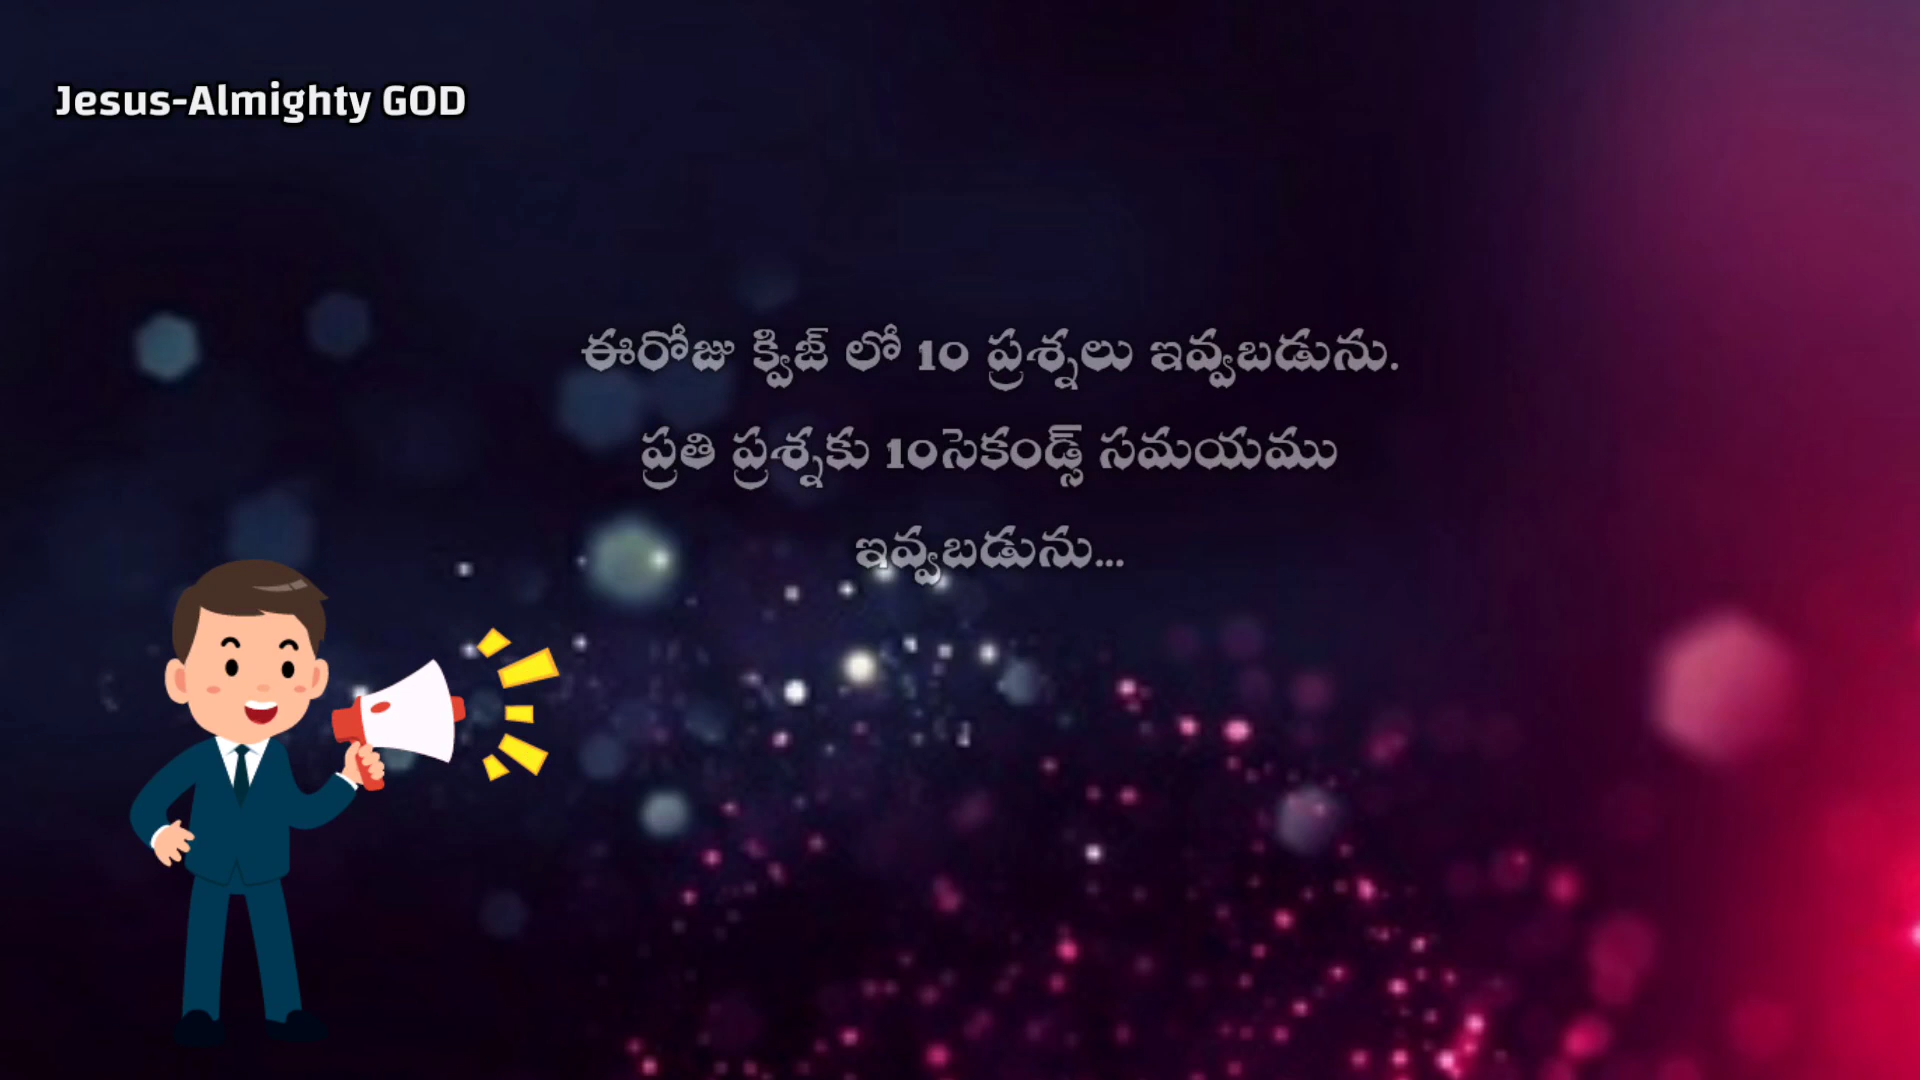 Jesus-Almighty GOD
ఈరోజు క్విజ్ లో 10 ప్రశ్నలు ఇవ్వబడును.
ప్రతి ప్రశ్నకు 10సెకండ్స్ సమయము
ఇవ్వబడును...